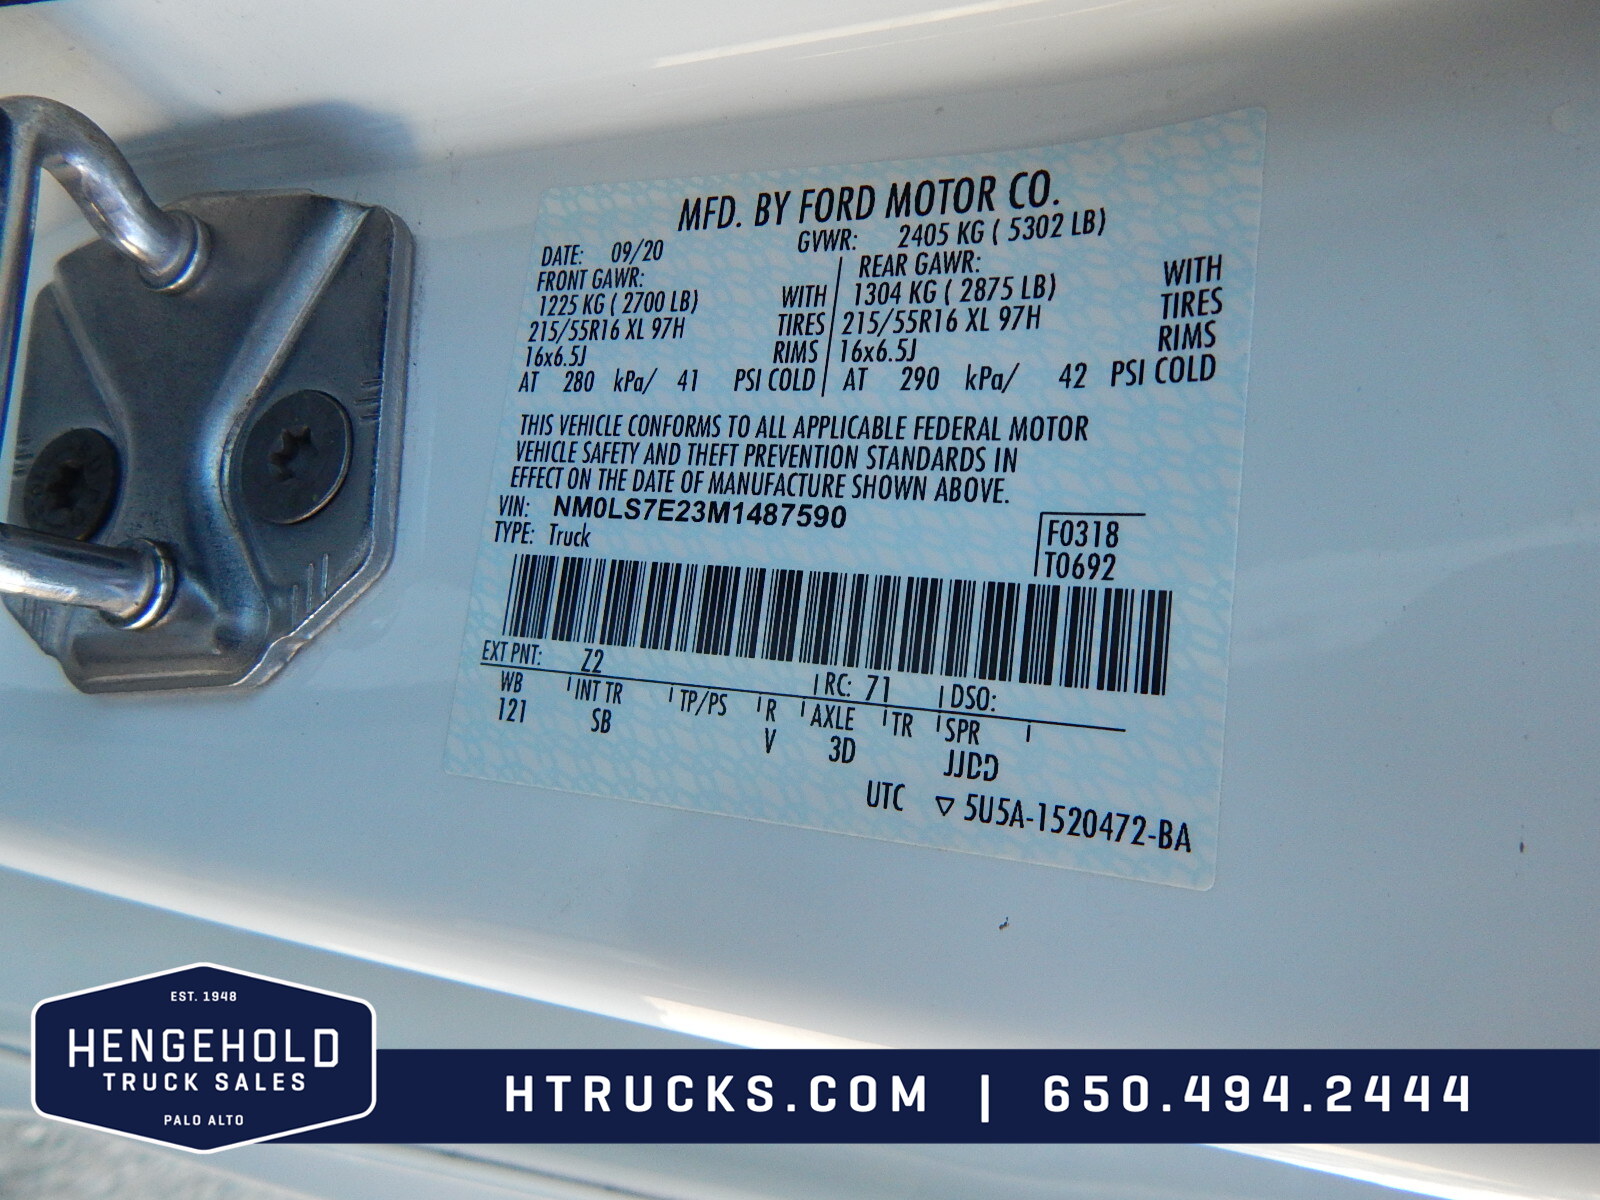 MFD. BY FORD MOTOR CO.
DATE: 09/20 GVWR: 2405 KG ( 5302 LB)
FRONT GAWR: REAR GAWR:
1225 KG ( 2700 LB) WITH 1304 KG ( 2875 LB) WITH
215/55R16 XL 97H TIRES 215/55R16 XL 97H TIRES
16x6.5J RIMS 16x6.5J RIMS
AT 280 kPa/ 41 PSI COLD AT 290 kPa/ 42 PSI COLD
THIS VEHICLE CONFORMS TO ALL APPLICABLE FEDERAL MOTOR
VEHICLE SAFETY AND THEFT PREVENTION STANDARDS IN
EFFECT ON THE DATE OF MANUFACTURE SHOWN ABOVE.
VIN: NM0LS7E23M1487590
TYPE: Truck
F0318
T0692
EXT PNT: Z2 RC: 71 DSO:
WB INT TR TP/PS R AXLE TR SPR
121 SB V 3D JJDD
UTC ▽ 5U5A-1520472-BA
EST. 1948
HENGEHOLD
TRUCK SALES
PALO ALTO
HTRUCKS.COM | 650.494.2444